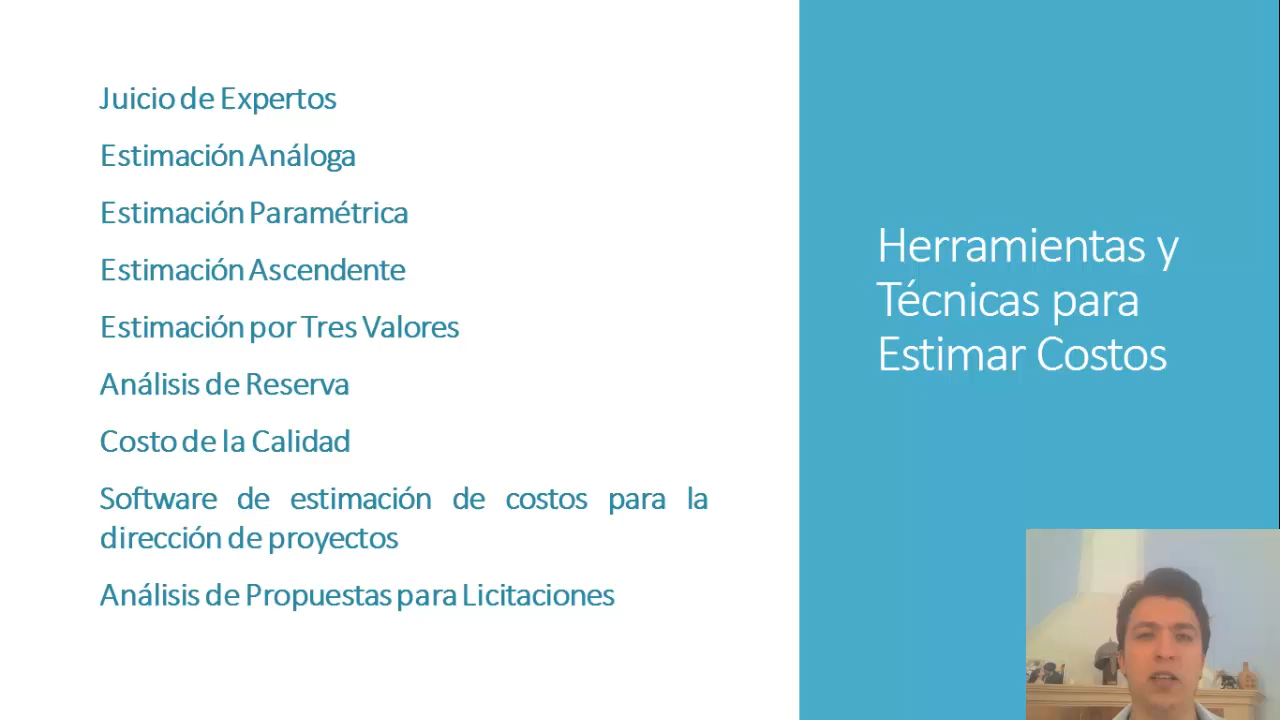 Juicio de Expertos
Estimación Análoga
Estimación Paramétrica
Estimación Ascendente
Estimación por Tres Valores
Análisis de Reserva
Costo de la Calidad
Software de estimación de costos para la
dirección de proyectos
Análisis de Propuestas para Licitaciones
Herramientas y
Técnicas para
Estimar Costos